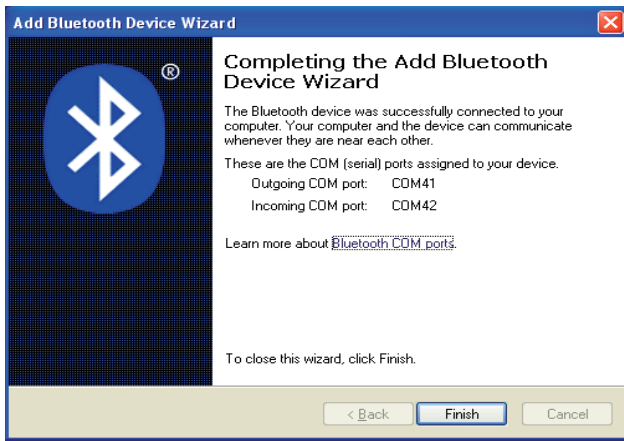 Add Bluetooth Device Wizard
®
Completing the Add Bluetooth
Device Wizard
The Bluetooth device was successfully connected to your
computer. Your computer and the device can communicate
whenever they are near each other.
These are the COM (serial) ports assigned to your device.
Outgoing COM port: COM41
Incoming COM port: COM42
Learn more about Bluetooth COM ports.
To close this wizard, click Finish.
< Back Finish Cancel